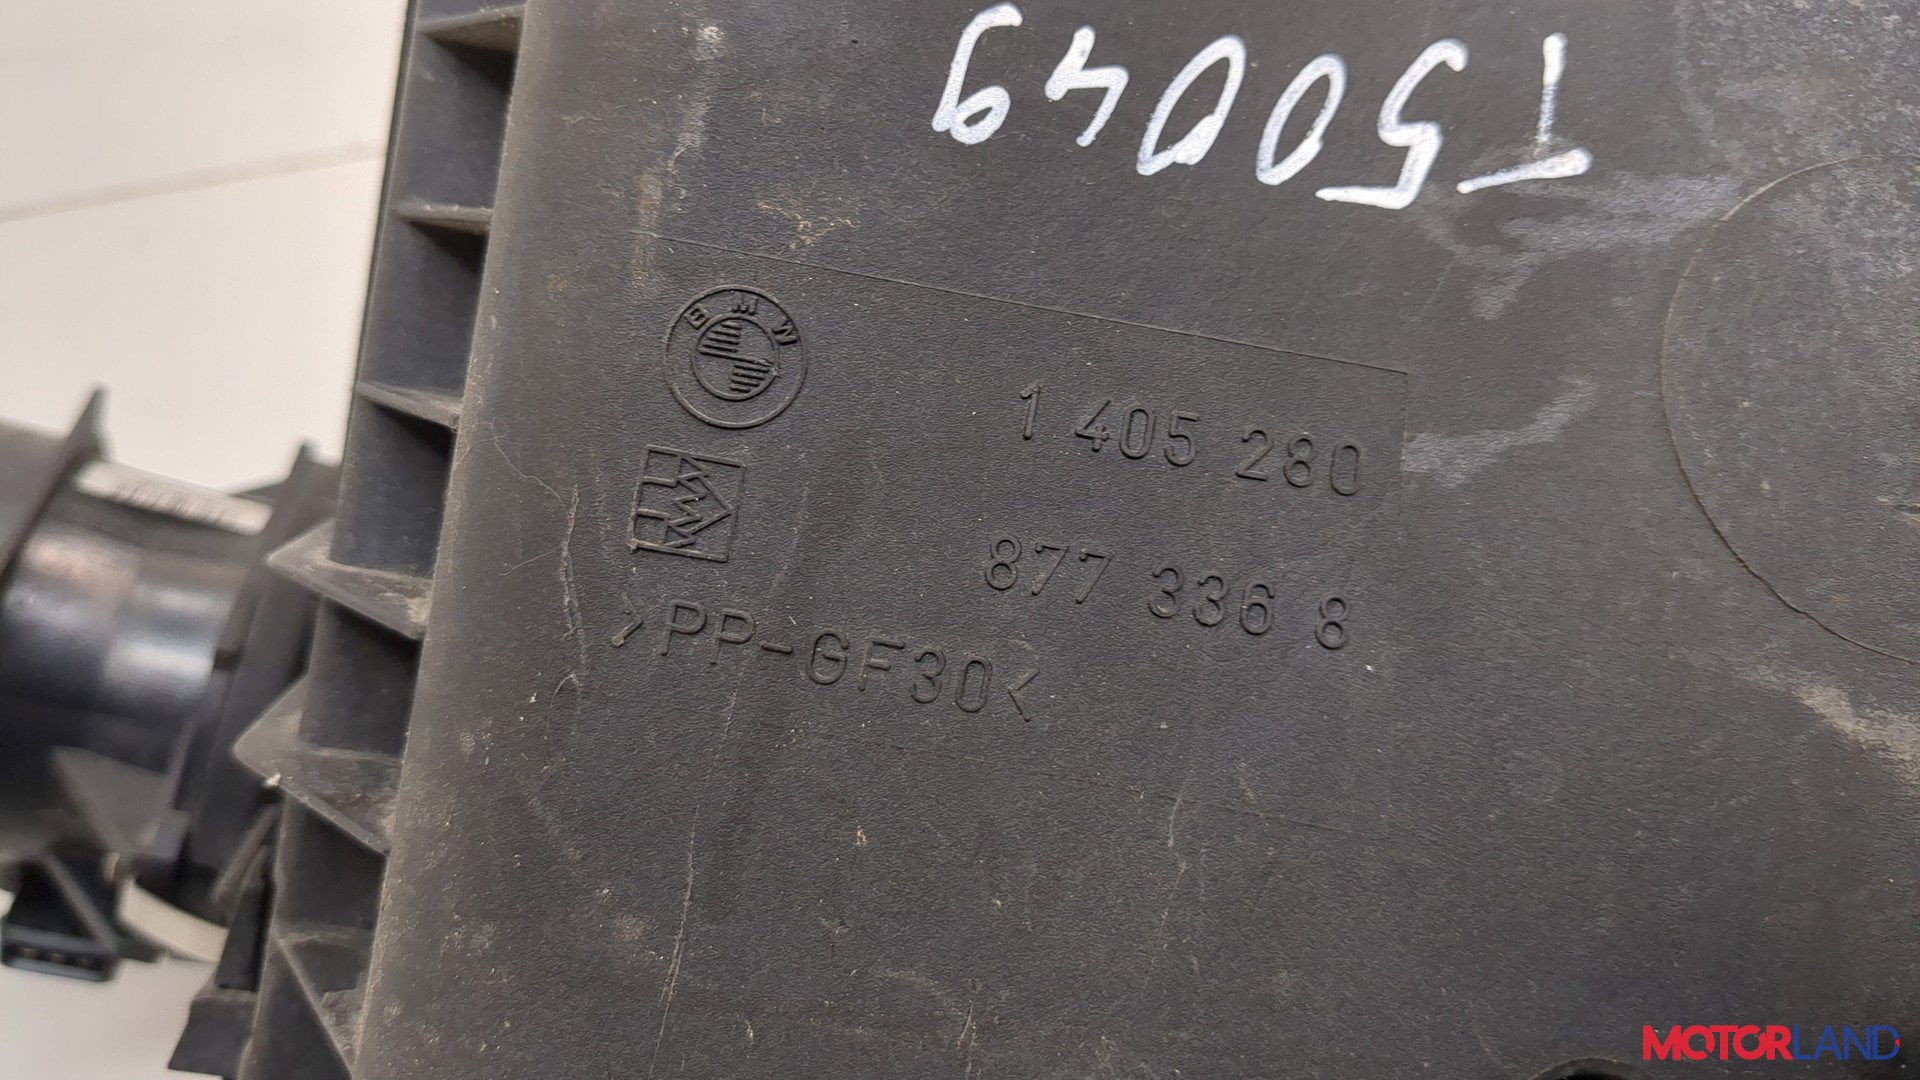 T50049
BMW
1 405 280
877 336 8
>PP-GF30<
MOTORLAND